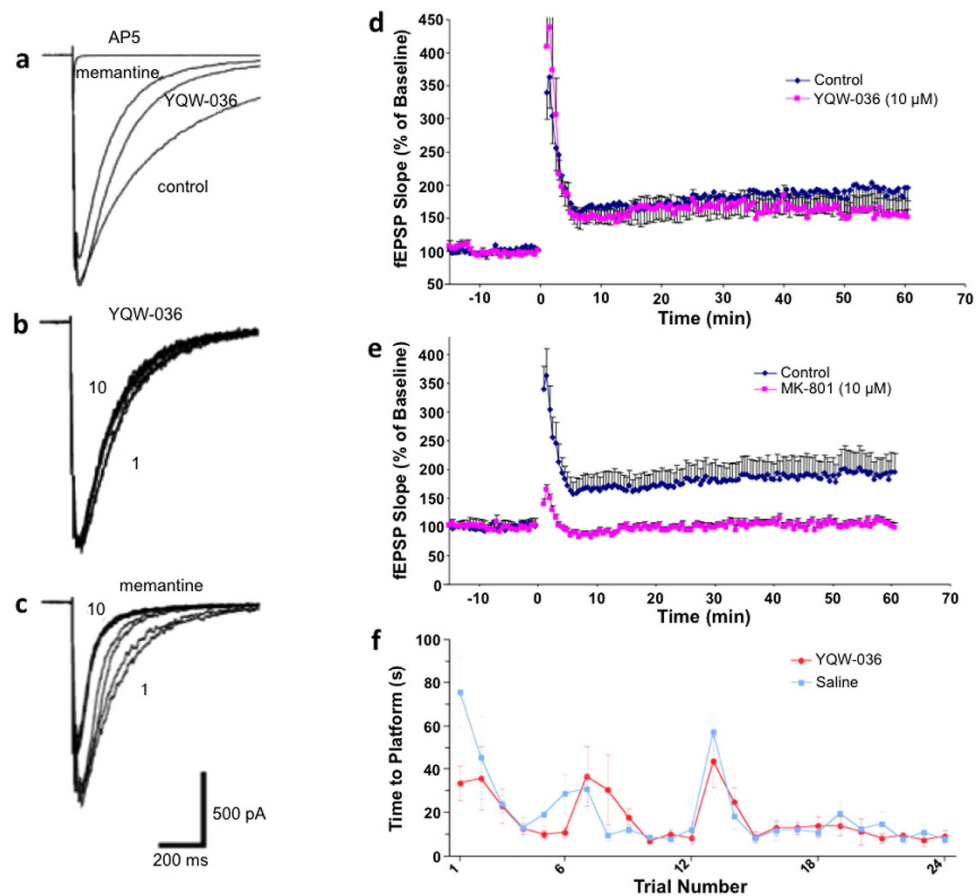 a
AP5
memantine
YQW-036
control
b
YQW-036
10
1
c
memantine
10
1
500 pA
200 ms
d
fEPSP Slope (% of Baseline)
450
400
350
300
250
200
150
100
50
Control
YQW-036 (10 µM)
-10 0 10 20 30 40 50 60 70
Time (min)
e
fEPSP Slope (% of Baseline)
400
350
300
250
200
150
100
50
0
Control
MK-801 (10 µM)
-10 0 10 20 30 40 50 60 70
Time (min)
f
Time to Platform (s)
100
80
60
40
20
0
YQW-036
Saline
1 6 12 18 24
Trial Number